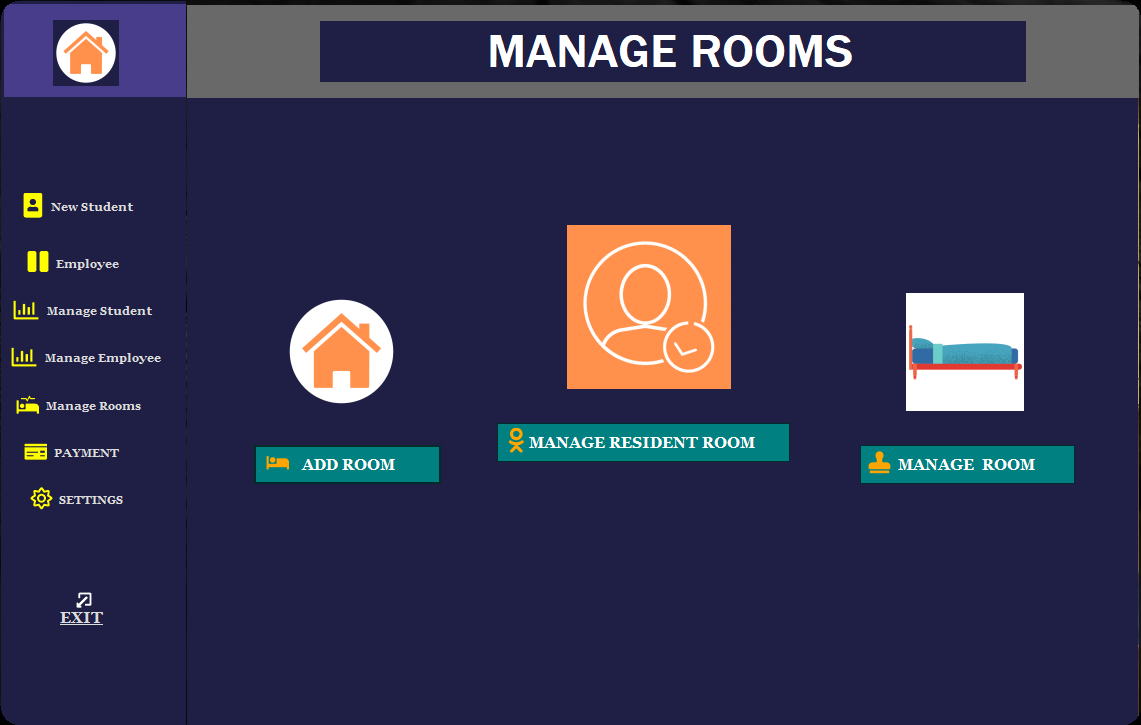 MANAGE ROOMS
New Student
Employee
Manage Student
Manage Employee
Manage Rooms
PAYMENT
SETTINGS
EXIT
ADD ROOM
MANAGE RESIDENT ROOM
MANAGE ROOM